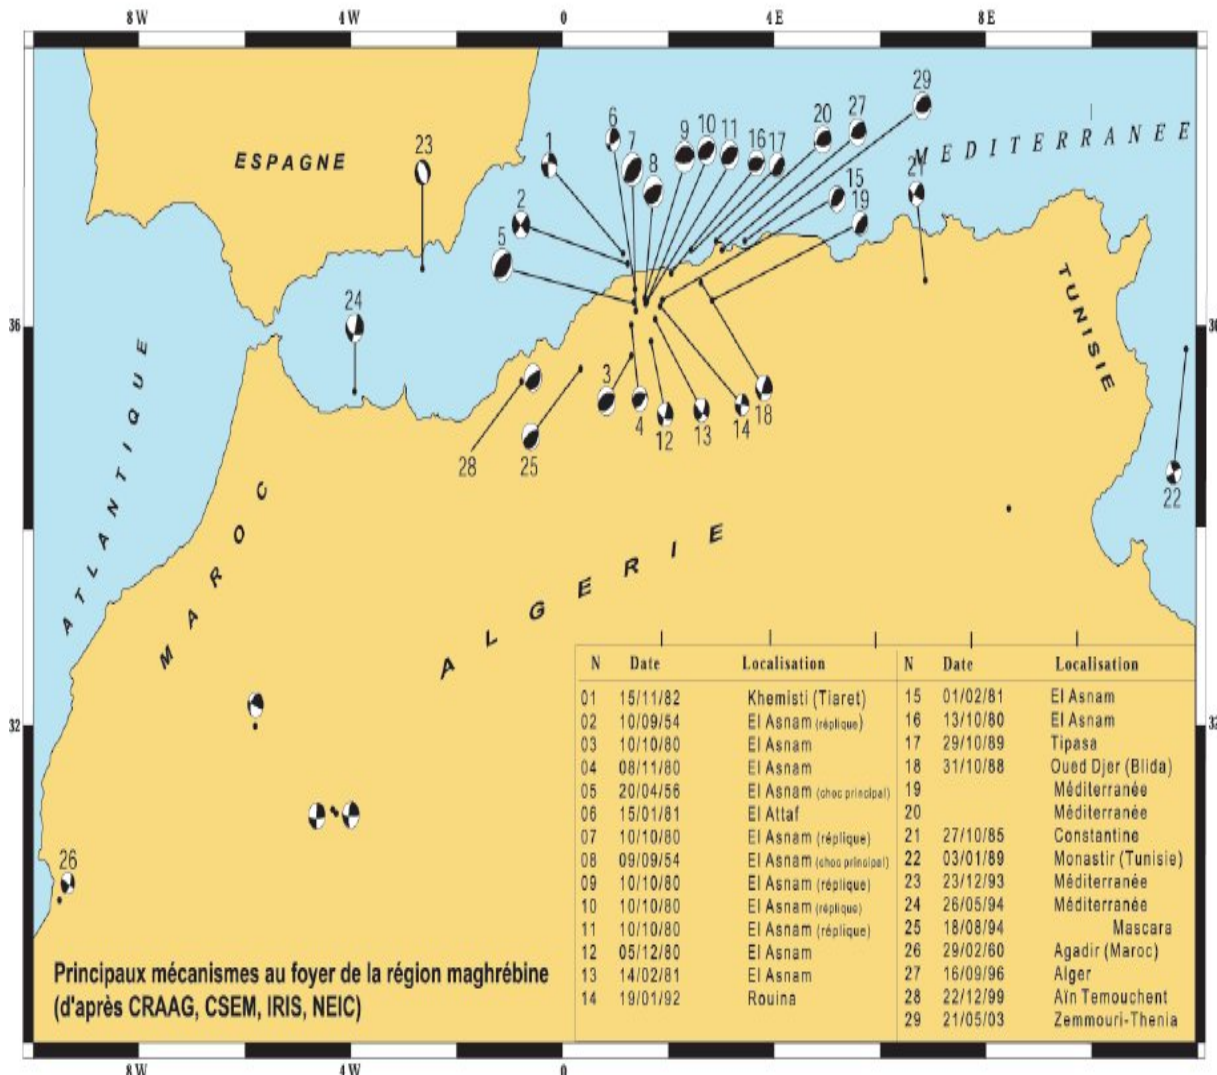 8W 4W 0 4E 8E
29
20 27
6 10 11
1 7 9 16 17
MEDITERRANEE
23
ESPAGNE
8 21
15
2 19
5
TUNISIE
24
36 36
ATLANTIQUE
3 4 18
12 13 14
28 25
22
MAROC
ALGERIE
N Date Localisation N Date Localisation
01 15/11/82 Khemisti (Tiaret) 15 01/02/81 El Asnam
02 10/09/54 El Asnam (réplique) 16 13/10/80 El Asnam
03 10/10/80 El Asnam 17 29/10/89 Tipasa
04 08/11/80 El Asnam 18 31/10/88 Oued Djer (Blida)
05 20/04/56 El Asnam (choc principal) 19 Méditerranée
06 15/01/81 El Attaf 20 Méditerranée
07 10/10/80 El Asnam (réplique) 21 27/10/85 Constantine
08 09/09/54 El Asnam (choc principal) 22 03/01/89 Monastir (Tunisie)
09 10/10/80 El Asnam (réplique) 23 23/12/93 Méditerranée
10 10/10/80 El Asnam (réplique) 24 26/05/94 Méditerranée
11 10/10/80 El Asnam (réplique) 25 18/08/94 Mascara
12 05/12/80 El Asnam 26 29/02/60 Agadir (Maroc)
13 14/02/81 El Asnam 27 16/09/96 Alger
14 19/01/92 Rouina 28 22/12/99 Aïn Temouchent
29 21/05/03 Zemmouri-Thenia
32 32
26
Principaux mécanismes au foyer de la région maghrébine
(d'après CRAAG, CSEM, IRIS, NEIC)
8W 4W 0 4E 8E